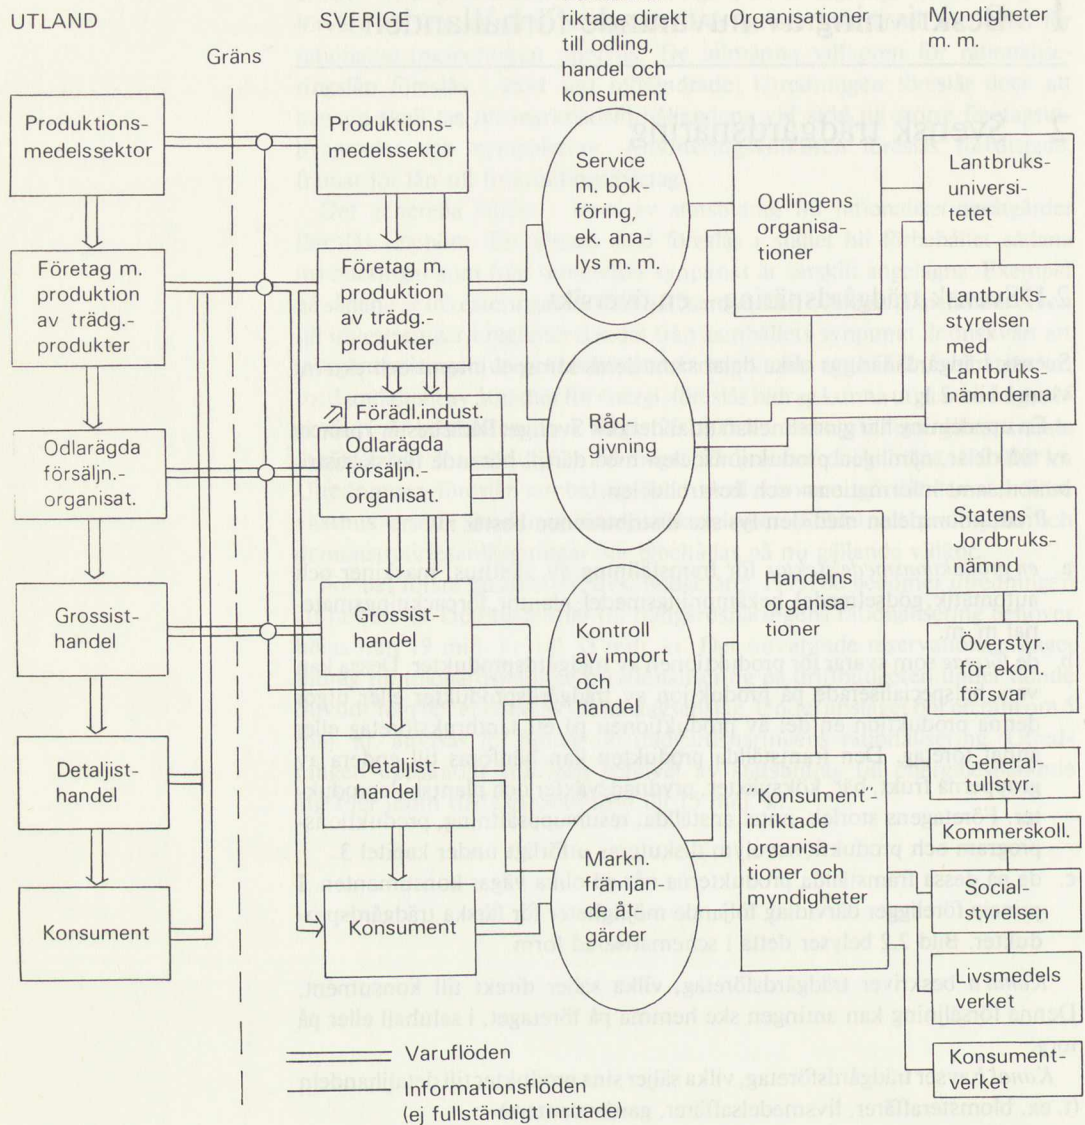 UTLAND
SVERIGE
riktade direkt
till odling,
handel och
konsument
Organisationer
Myndigheter
m. m.
Gräns
Produktions-
medelssektor
Företag m.
produktion
av trädg.-
produkter
Odlarägda
försäljn.-
organisat.
Grossist-
handel
Detaljist-
handel
Konsument
Produktions-
medelssektor
Företag m.
produktion
av trädg.-
produkter
Förädl.indust.
Odlarägda
försäljn.-
organisat.
Grossist-
handel
Detaljist-
handel
Konsument
Service
m. bok-
föring,
ek. ana-
lys m. m.
Råd-
givning
Kontroll
av import
och
handel
Markn.
främjan-
de åt-
gärder
Odlingens
organisa-
tioner
Handelns
organisa-
tioner
"Konsument"-
inriktade
organisa-
tioner och
myndigheter
Lantbruks-
universi-
tetet
Lantbruks-
styrelsen
Lantbruks-
nämnderna
Statens
Jordbruks-
nämnd
Överstyr.
för ek.
försvar
General-
tullstyr.
Kommerskoll.
Social-
styrelsen
Livsmedels
verket
Konsument-
verket
Varuflöden
Informationsflöden
(ej fullständigt imitade)